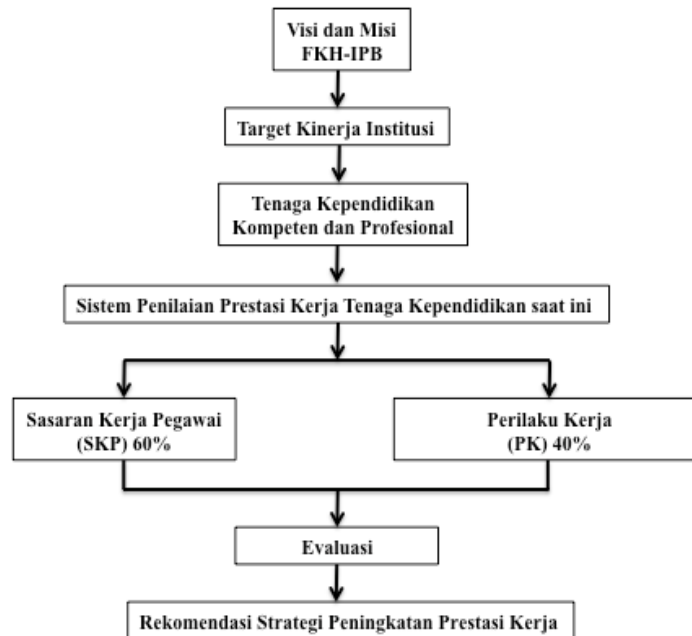 Visi dan Misi
FKH-IPB
Target Kinerja Institusi
Tenaga Kependidikan
Kompeten dan Profesional
Sistem Penilaian Prestasi Kerja Tenaga Kependidikan saat ini
Sasaran Kerja Pegawai
(SKP) 60%
Perilaku Kerja
(PK) 40%
Evaluasi
Rekomendasi Strategi Peningkatan Prestasi Kerja